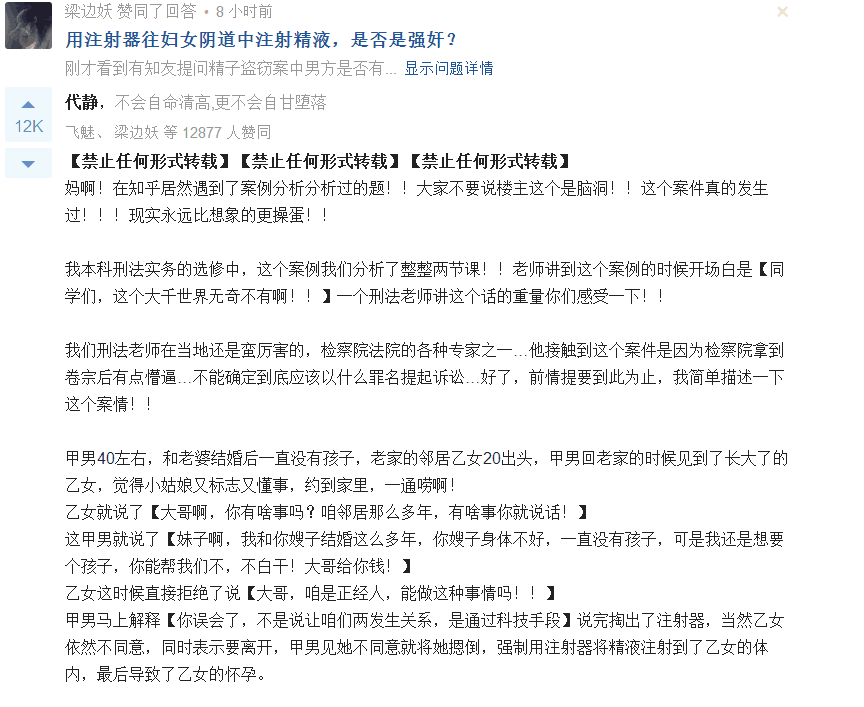 梁边妖 赞同了回答 • 8 小时前
用注射器往妇女阴道中注射精液，是否是强奸？
刚才看到有知友提问精子盗窃案中男方是否有... 显示问题详情
12K
代静，不会自命清高,更不会自甘堕落
飞魅、 梁边妖 等 12877 人赞同
【禁止任何形式转载】【禁止任何形式转载】【禁止任何形式转载】
妈啊！在知乎居然遇到了案例分析分析过的题！！大家不要说楼主这个是脑洞！！这个案件真的发生
过！！！现实永远比想象的更操蛋！！
我本科刑法实务的选修中，这个案例我们分析了整整两节课！！老师讲到这个案例的时候开场白是【同
学们，这个大千世界无奇不有啊！！】一个刑法老师讲这个话的重量你们感受一下！！
我们刑法老师在当地还是蛮厉害的，检察院法院的各种专家之一…他接触到这个案件是因为检察院拿到
卷宗后有点懵逼…不能确定到底应该以什么罪名提起诉讼…好了，前情提要到此为止，我简单描述一下
这个案情！！
甲男40左右，和老婆结婚后一直没有孩子，老家的邻居乙女20出头，甲男回老家的时候见到了长大了的
乙女，觉得小姑娘又标志又懂事，约到家里，一通唠啊！
乙女就说了【大哥啊，你有啥事吗？咱邻居那么多年，有啥事你就说话！】
这甲男就说了【妹子啊，我和你嫂子结婚这么多年，你嫂子身体不好，一直没有孩子，可是我还是想要
个孩子，你能帮我们不，不白干！大哥给你钱！】
乙女这时候直接拒绝了说【大哥，咱是正经人，能做这种事情吗！！】
甲男马上解释【你误会了，不是说让咱们两发生关系，是通过科技手段】说完掏出了注射器，当然乙女
依然不同意，同时表示要离开，甲男见她不同意就将她摁倒，强制用注射器将精液注射到了乙女的体
内，最后导致了乙女的怀孕。